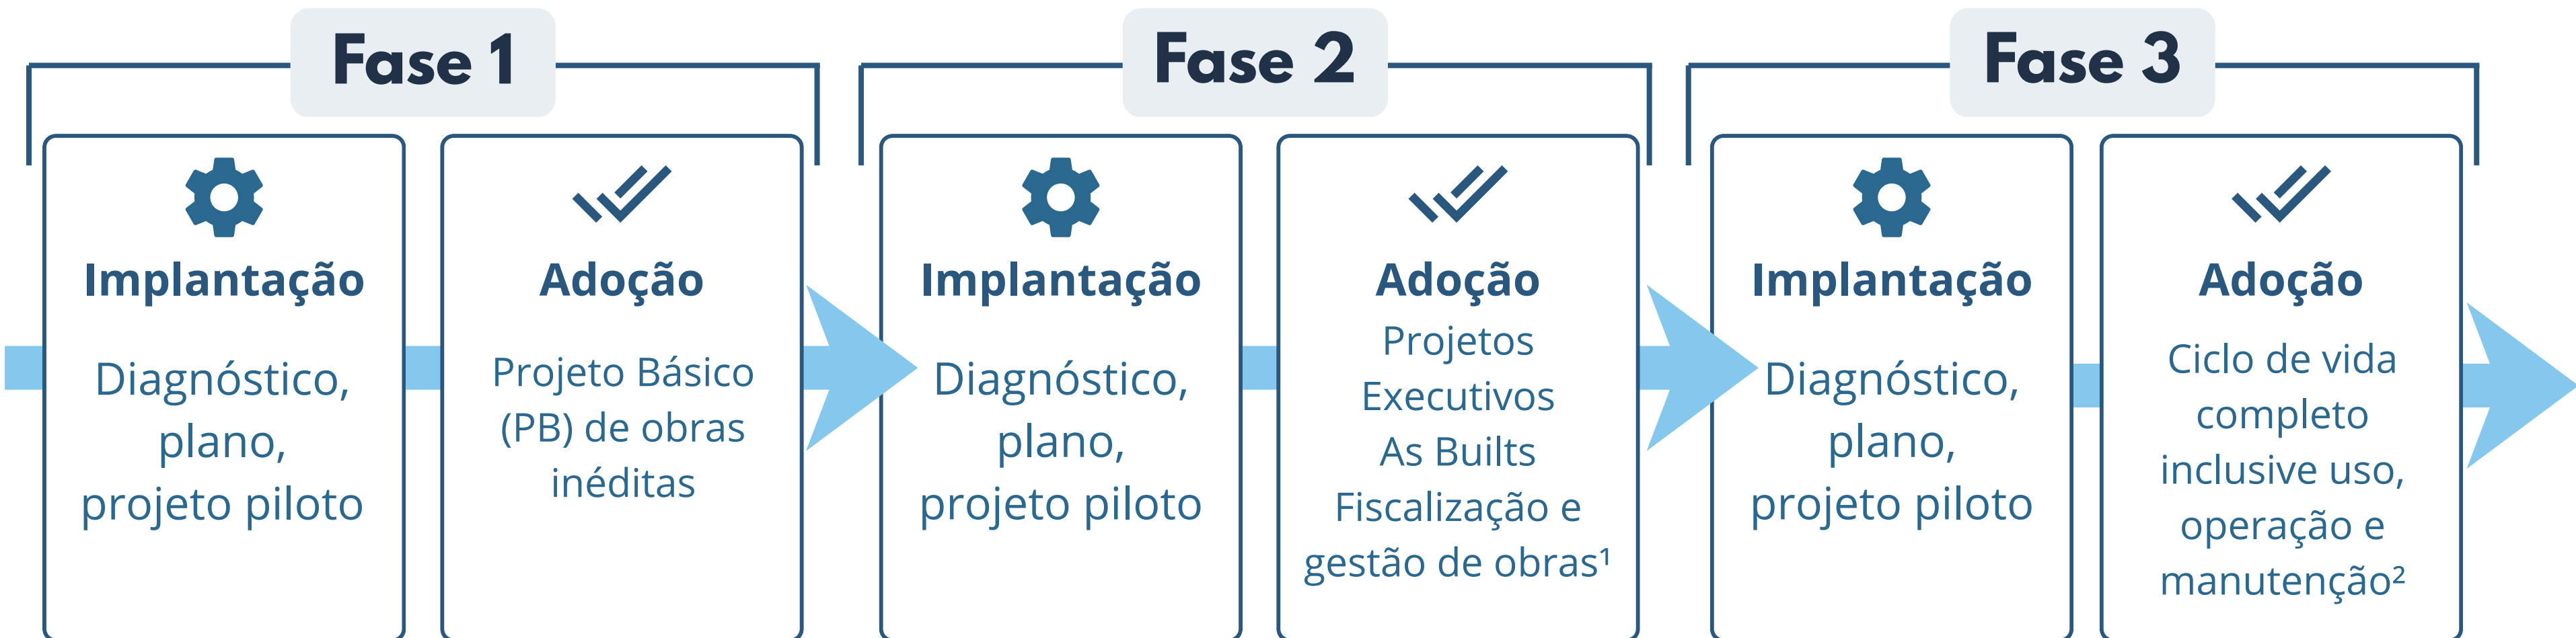 Fase 1
Implantação
Diagnóstico,
plano,
projeto piloto
Adoção
Projeto Básico
(PB) de obras
inéditas
Fase 2
Implantação
Diagnóstico,
plano,
projeto piloto
Adoção
Projetos
Executivos
As Builts
Fiscalização e
gestão de obras¹
Fase 3
Implantação
Diagnóstico,
plano,
projeto piloto
Adoção
Ciclo de vida
completo
inclusive uso,
operação e
manutenção²